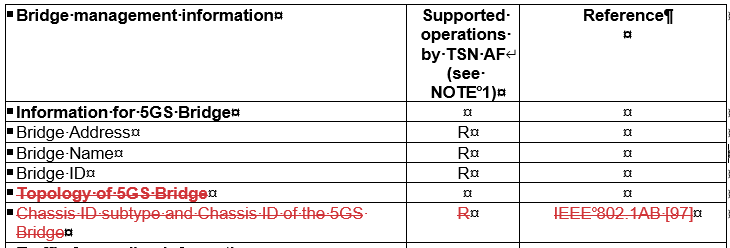 Bridge management information
Supported
operations
by TSN AF
(see
NOTE 1)
Reference
Information for 5GS Bridge
Bridge Address R
Bridge Name R
Bridge ID R
Topology of 5GS Bridge
Chassis ID subtype and Chassis ID of the 5GS R IEEE 802.1AB [97]
Bridge